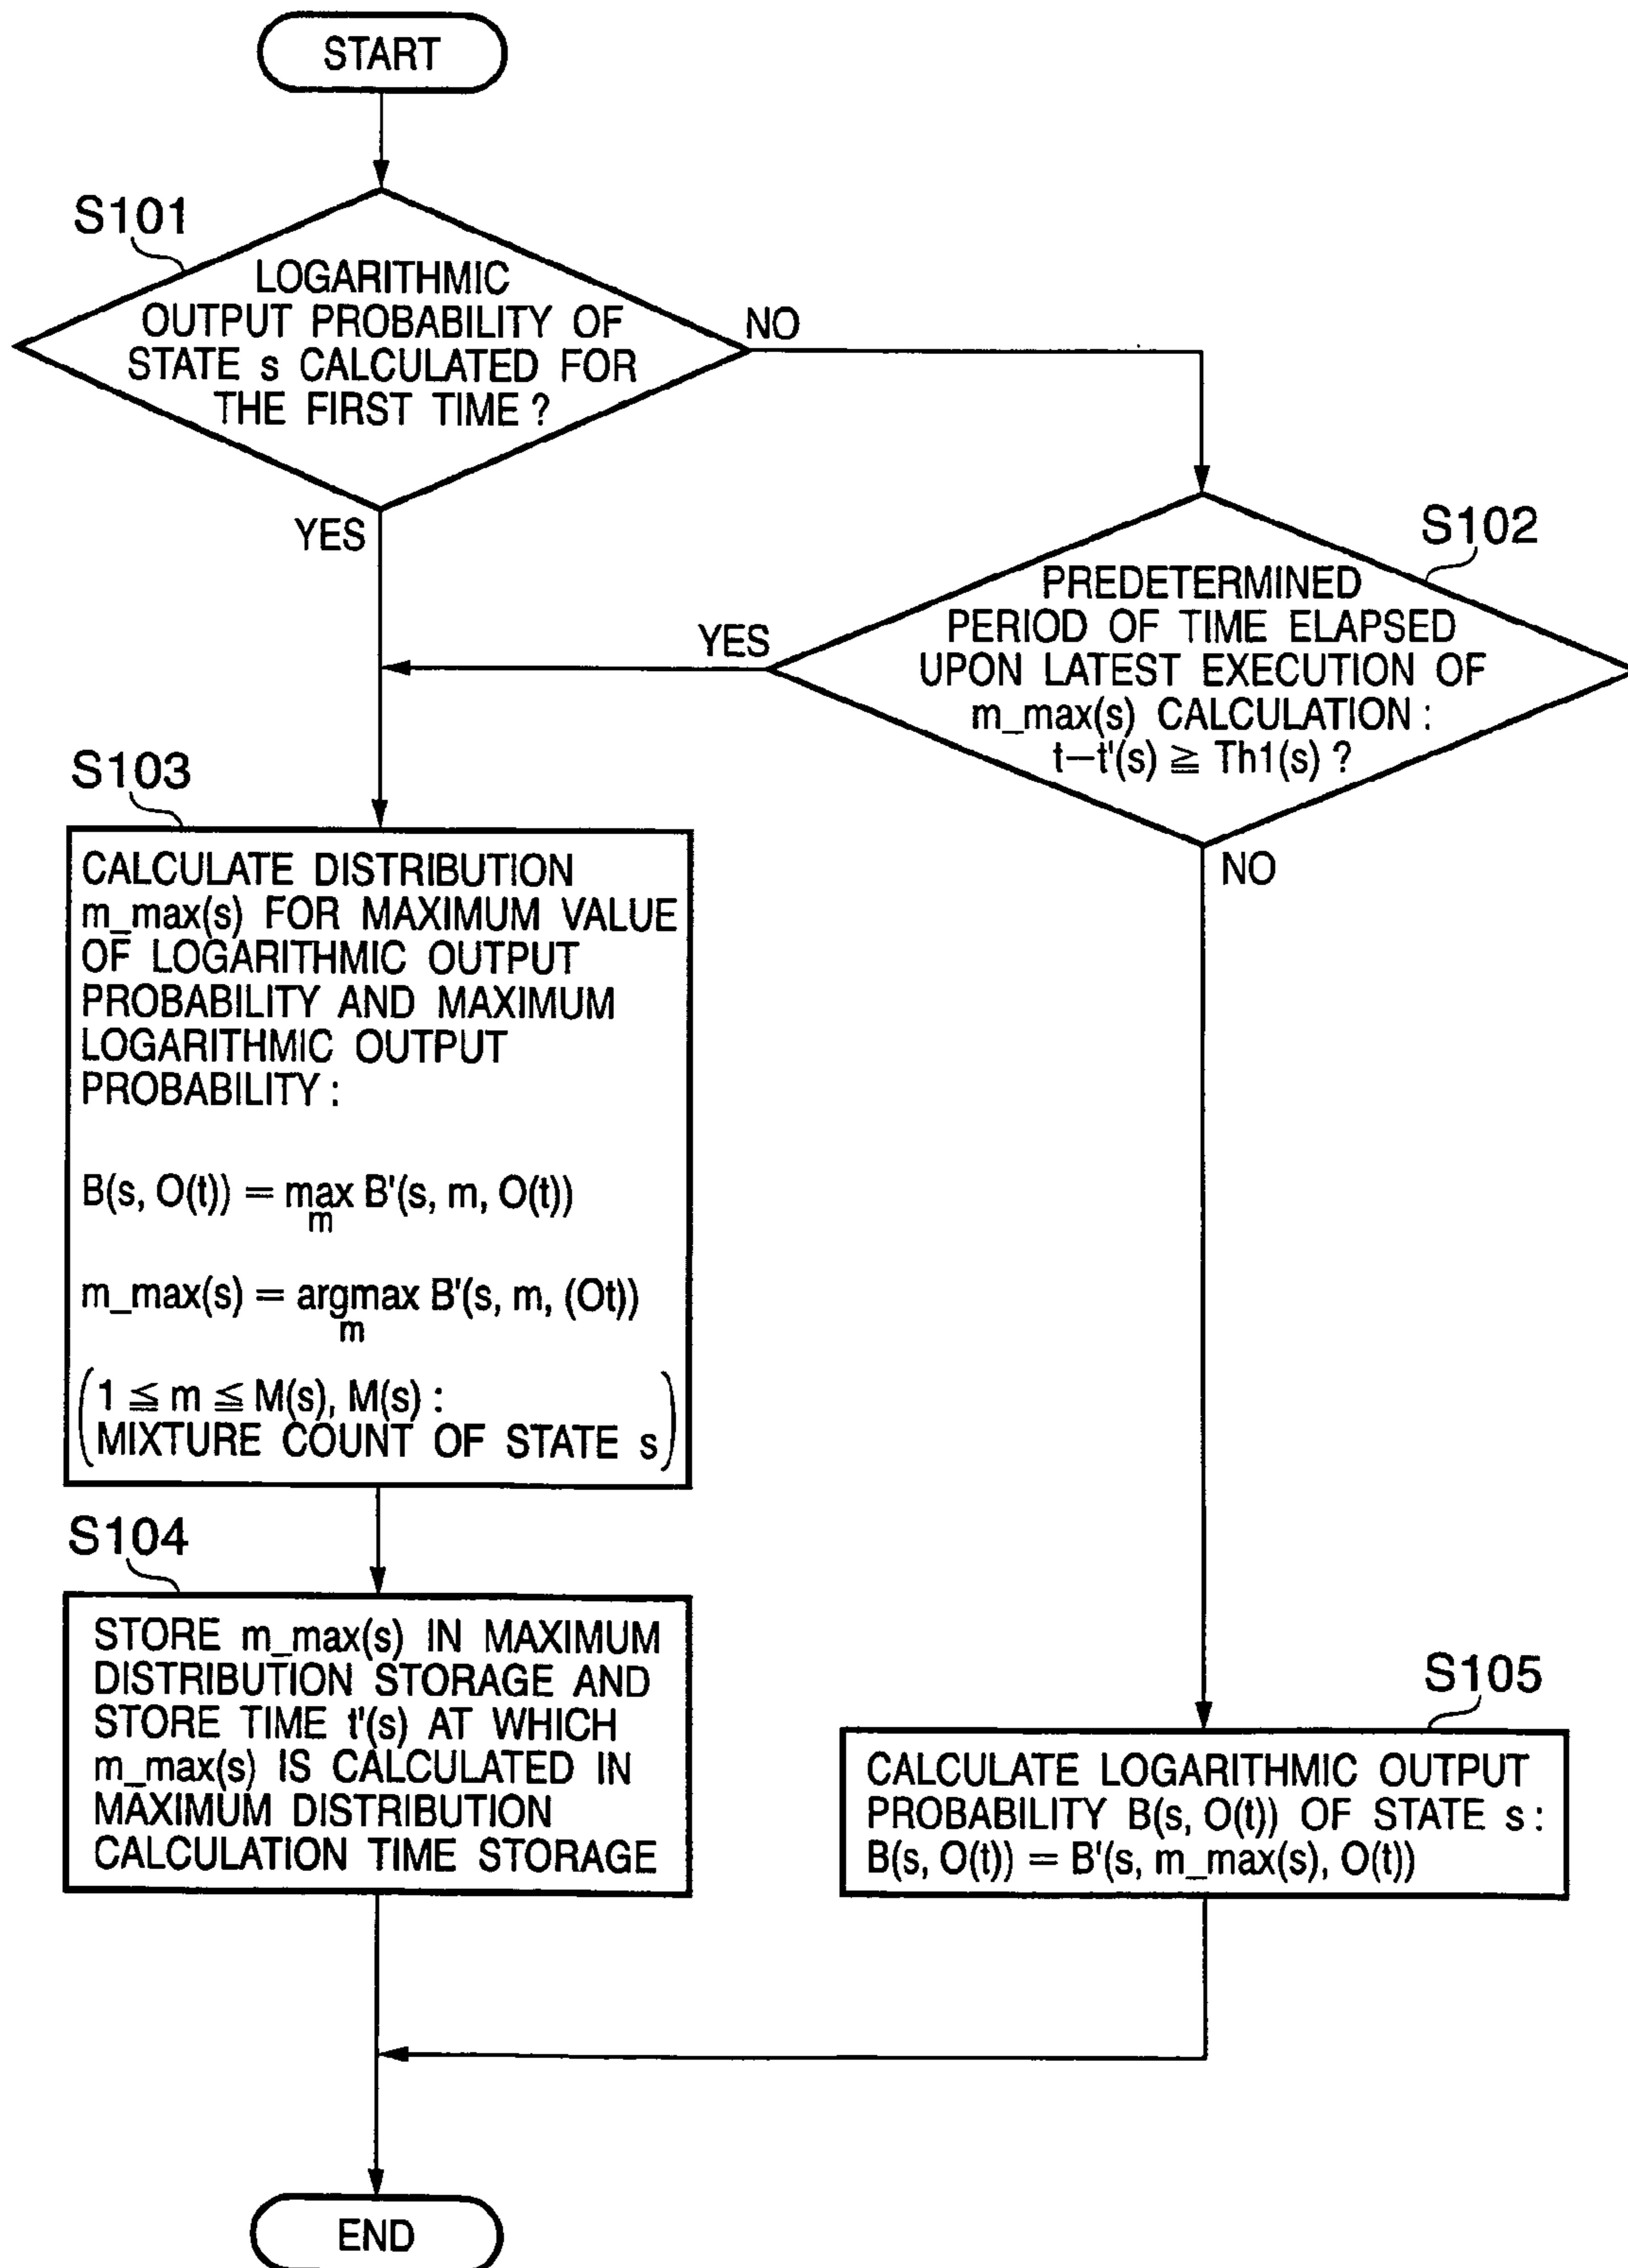 START
S101
LOGARITHMIC
OUTPUT PROBABILITY OF
STATE s CALCULATED FOR
THE FIRST TIME ?
NO
YES
S102
PREDETERMINED
PERIOD OF TIME ELAPSED
UPON LATEST EXECUTION OF
m_max(s) CALCULATION :
t−t'(s) ≧ Th1(s) ?
YES
NO
S103
CALCULATE DISTRIBUTION
m_max(s) FOR MAXIMUM VALUE
OF LOGARITHMIC OUTPUT
PROBABILITY AND MAXIMUM
LOGARITHMIC OUTPUT
PROBABILITY :
B(s, O(t)) = max B'(s, m, O(t))
m
m_max(s) = argmax B'(s, m, (Ot))
m
(1 ≦ m ≦ M(s), M(s) :
MIXTURE COUNT OF STATE s)
S104
STORE m_max(s) IN MAXIMUM
DISTRIBUTION STORAGE AND
STORE TIME t'(s) AT WHICH
m_max(s) IS CALCULATED IN
MAXIMUM DISTRIBUTION
CALCULATION TIME STORAGE
S105
CALCULATE LOGARITHMIC OUTPUT
PROBABILITY B(s, O(t)) OF STATE s :
B(s, O(t)) = B'(s, m_max(s), O(t))
END